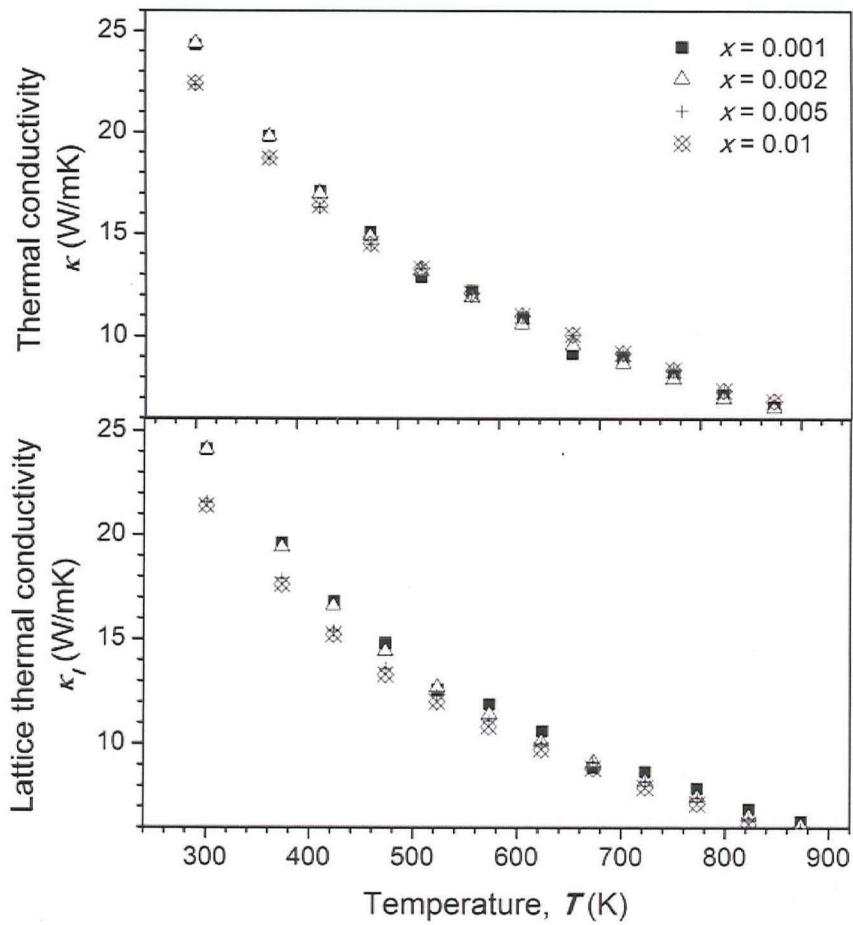 25
20
15
10
Thermal conductivity
κ (W/mK)
x = 0.001
x = 0.002
x = 0.005
x = 0.01
25
20
15
10
Lattice thermal conductivity
κl (W/mK)
300 400 500 600 700 800 900
Temperature, T (K)